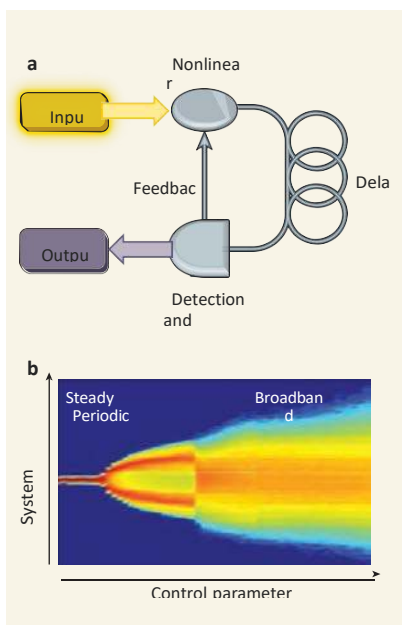 a
Nonlinea
r
Inpu
Feedbac
Dela
Outpu
Detection
and
b
Steady
Periodic
Broadban
d
System
Control parameter